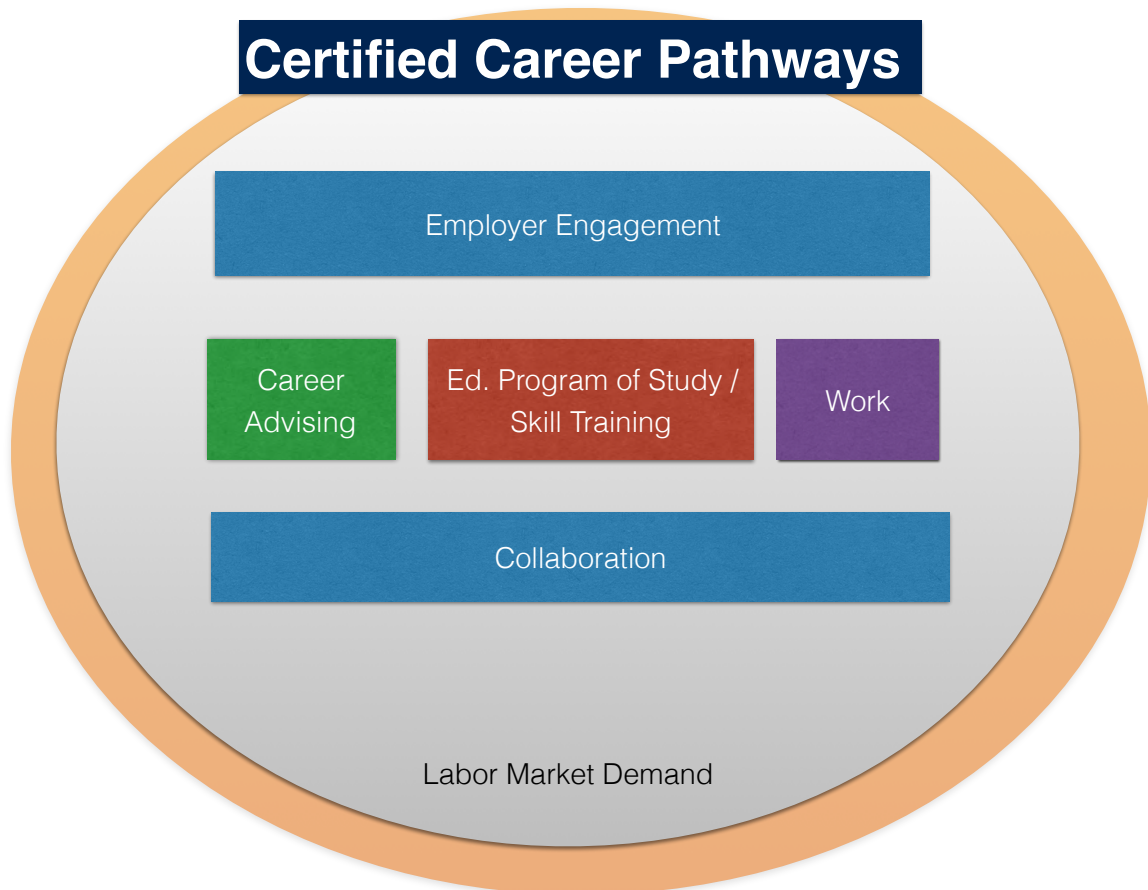 Certified Career Pathways
Employer Engagement
Career
Advising
Ed. Program of Study /
Skill Training
Work
Collaboration
Labor Market Demand